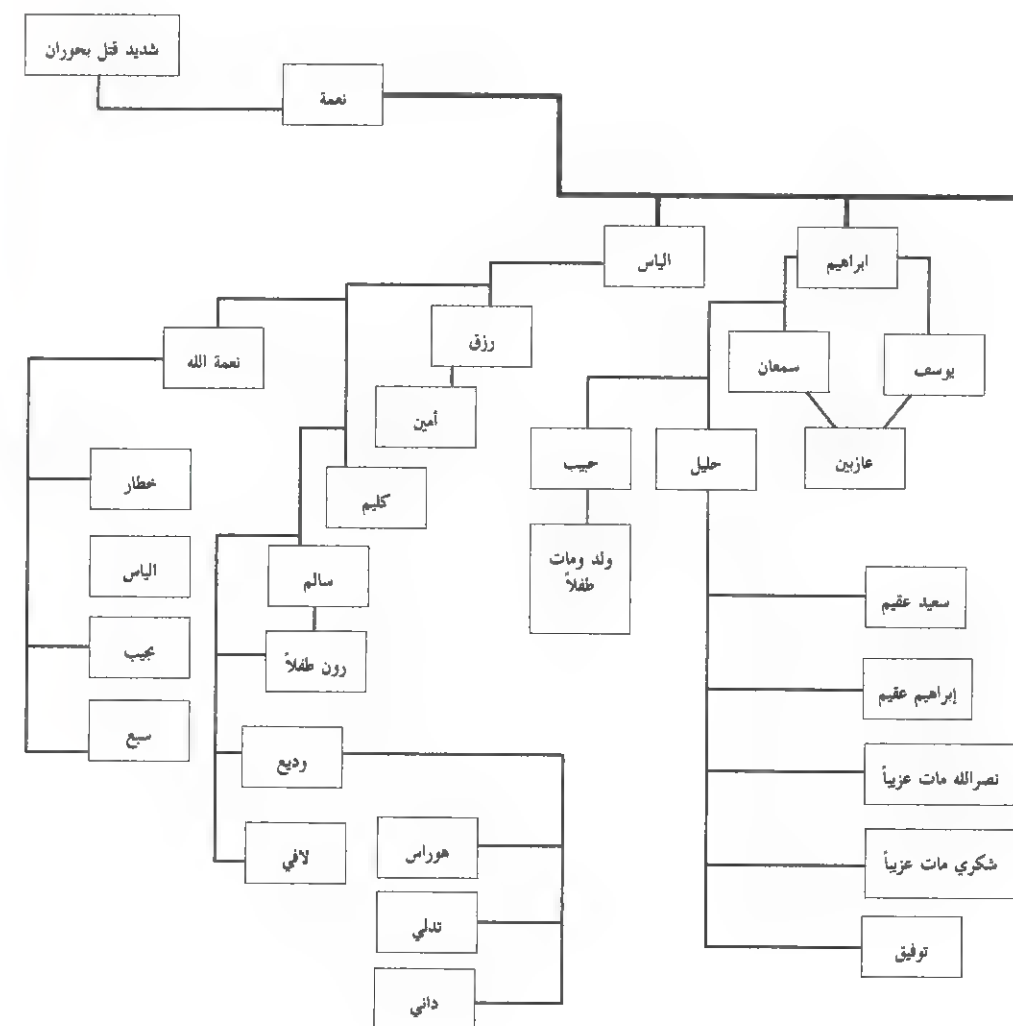 شديد قتل بحوران
نعمة
ابراهيم
الياس
يوسف
سمعان
رزق
نعمة الله
عازبين
أمين
خليل
حبيب
كليم
خطار
ولد ومات
طفلاً
سعيد عقيم
سالم
الياس
إبراهيم عقيم
رون طفلاً
نجيب
سبع
نصرالله مات عزيباً
وديع
شكري مات عزيباً
هوراس
لافي
توفيق
تدلي
داني